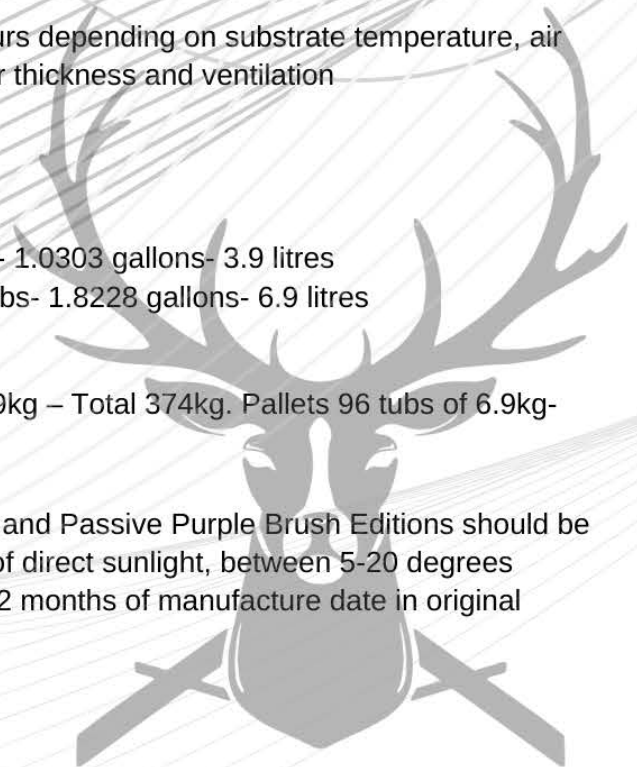 urs depending on substrate temperature, air
r thickness and ventilation
- 1.0303 gallons- 3.9 litres
bs- 1.8228 gallons- 6.9 litres
9kg – Total 374kg. Pallets 96 tubs of 6.9kg-
and Passive Purple Brush Editions should be
of direct sunlight, between 5-20 degrees
2 months of manufacture date in original